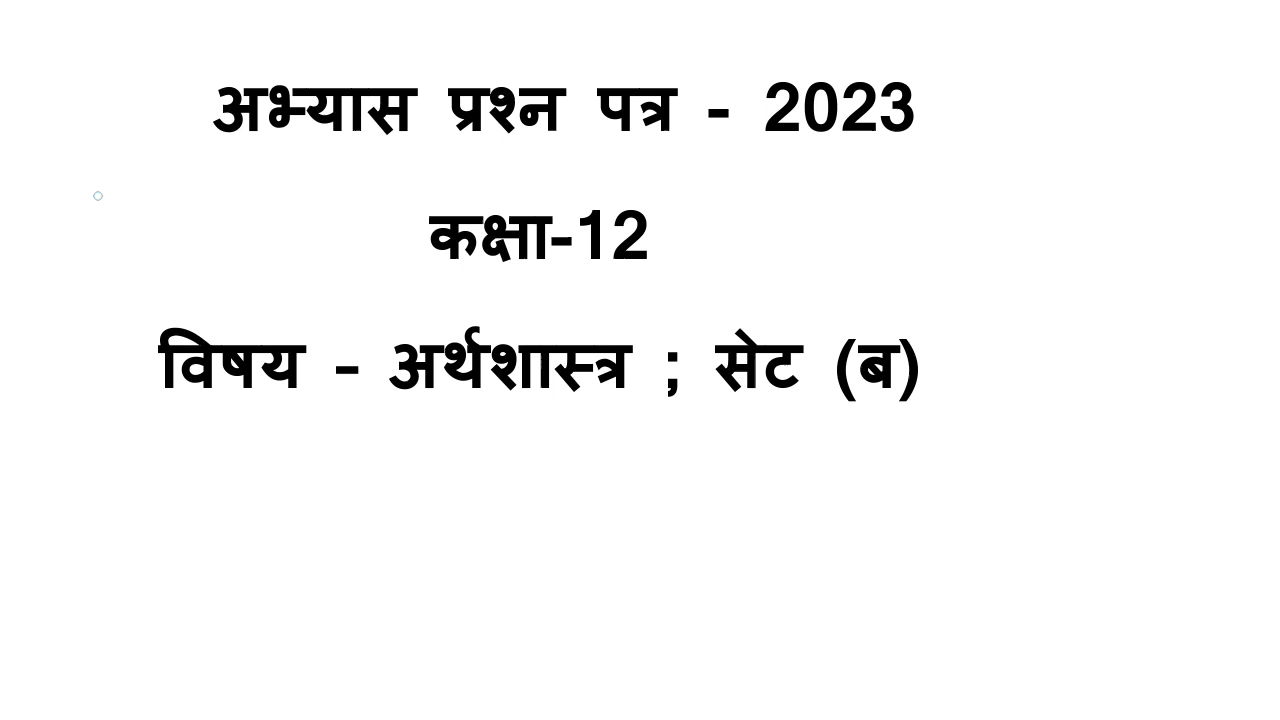 अभ्यास प्रश्न पत्र - 2023
कक्षा-12
विषय – अर्थशास्त्र ; सेट (ब)